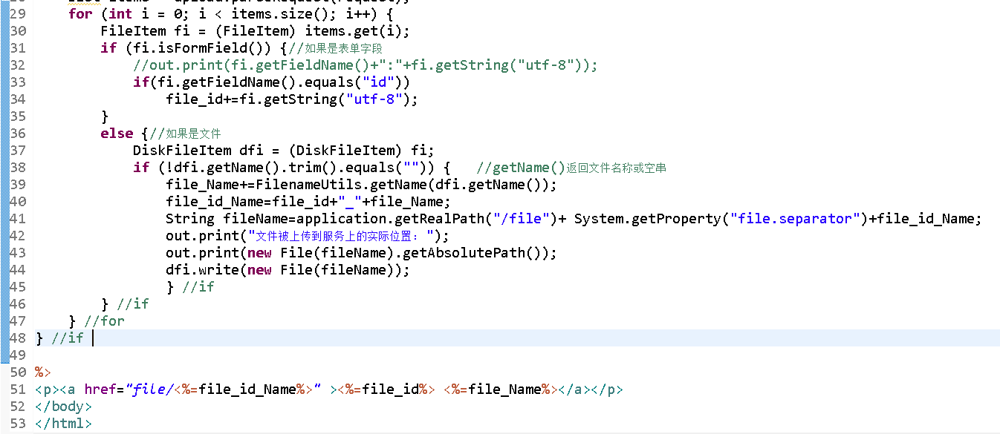 29 for (int i = 0; i < items.size(); i++) {
30 FileItem fi = (FileItem) items.get(i);
31 if (fi.isFormField()) {//如果是表单字段
32 //out.print(fi.getFieldName()+":"+fi.getString("utf-8"));
33 if(fi.getFieldName().equals("id"))
34 file_id+=fi.getString("utf-8");
35 }
36 else {//如果是文件
37 DiskFileItem dfi = (DiskFileItem) fi;
38 if (!dfi.getName().trim().equals("")) { //getName()返回文件名称或空串
39 file_Name+=FilenameUtils.getName(dfi.getName());
40 file_id_Name=file_id+"_"+file_Name;
41 String fileName=application.getRealPath("/file")+ System.getProperty("file.separator")+file_id_Name;
42 out.print("文件被上传到服务上的实际位置: ");
43 out.print(new File(fileName).getAbsolutePath());
44 dfi.write(new File(fileName));
45 } //if
46 } //if
47 } //for
48 } //if
49
50 %>
51 <p><a href="file/<%=file_id_Name%>" ><%=file_id%> <%=file_Name%></a></p>
52 </body>
53 </html>